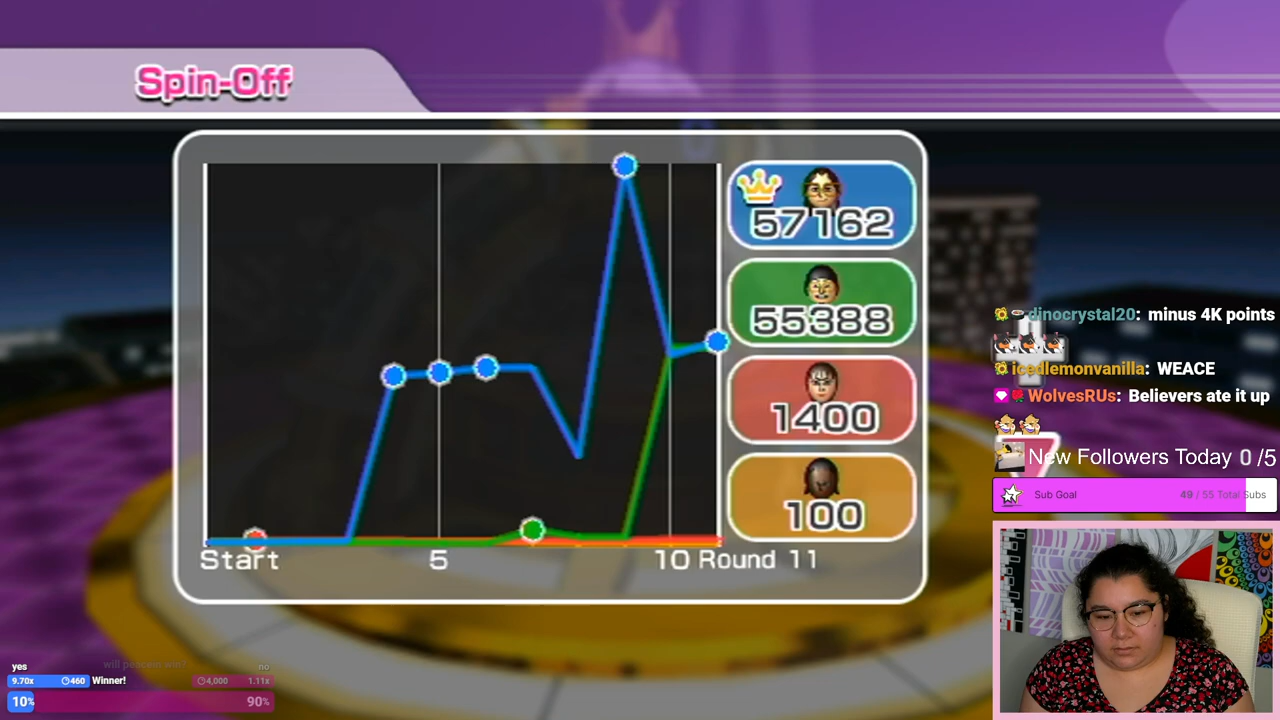 Spin-Off
57162
55388
1400
100
Start
5
10
Round 11
dinocrystal20: minus 4K points
icedlemonvanilla: WEACE
WolvesRUs: Believers ate it up
New Followers Today 0 /5
Sub Goal
49 / 55 Total Subs
yes
no
9.70x
460
Winner!
4,000
1.11x
10%
90%